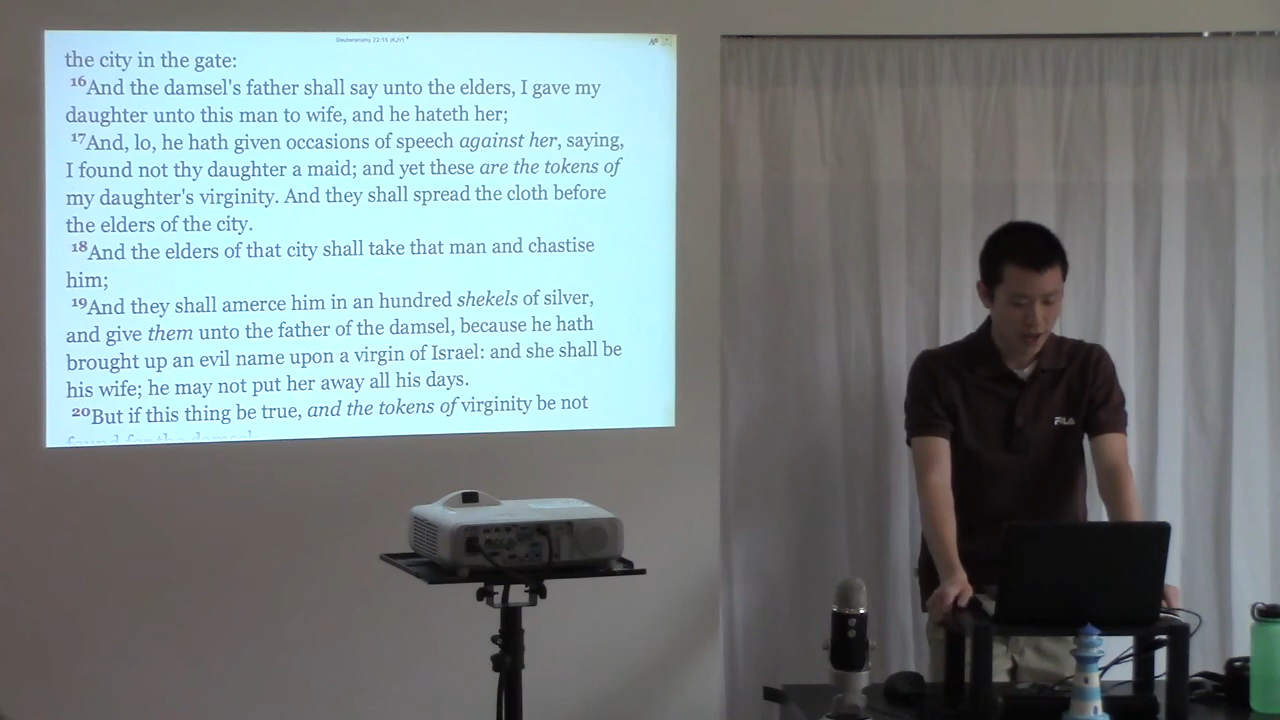 Deuteronomy 22:15 (KJV)
the city in the gate:
16And the damsel's father shall say unto the elders, I gave my
daughter unto this man to wife, and he hateth her;
17And, lo, he hath given occasions of speech against her, saying,
I found not thy daughter a maid; and yet these are the tokens of
my daughter's virginity. And they shall spread the cloth before
the elders of the city.
18And the elders of that city shall take that man and chastise
him;
19And they shall amerce him in an hundred shekels of silver,
and give them unto the father of the damsel, because he hath
brought up an evil name upon a virgin of Israel: and she shall be
his wife; he may not put her away all his days.
20But if this thing be true, and the tokens of virginity be not
found for the damsel:
FILA